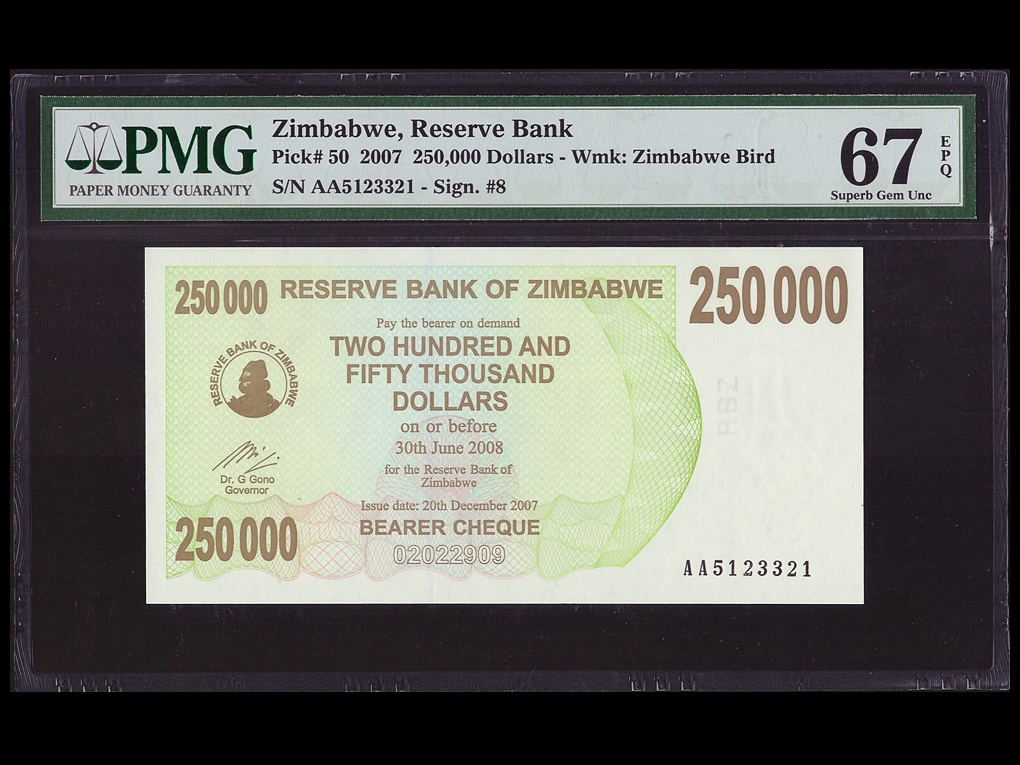 PMG
PAPER MONEY GUARANTY
Zimbabwe, Reserve Bank
Pick# 50 2007 250,000 Dollars - Wmk: Zimbabwe Bird
S/N AA5123321 - Sign. #8
67
EPQ
Superb Gem Unc
250 000
RESERVE BANK OF ZIMBABWE
250 000
Pay the bearer on demand
TWO HUNDRED AND
FIFTY THOUSAND
DOLLARS
on or before
30th June 2008
for the Reserve Bank of
Zimbabwe
RESERVE BANK OF ZIMBABWE
Dr. G Gono
Governor
Issue date: 20th December 2007
BEARER CHEQUE
02022909
250 000
RBZ
AA5123321